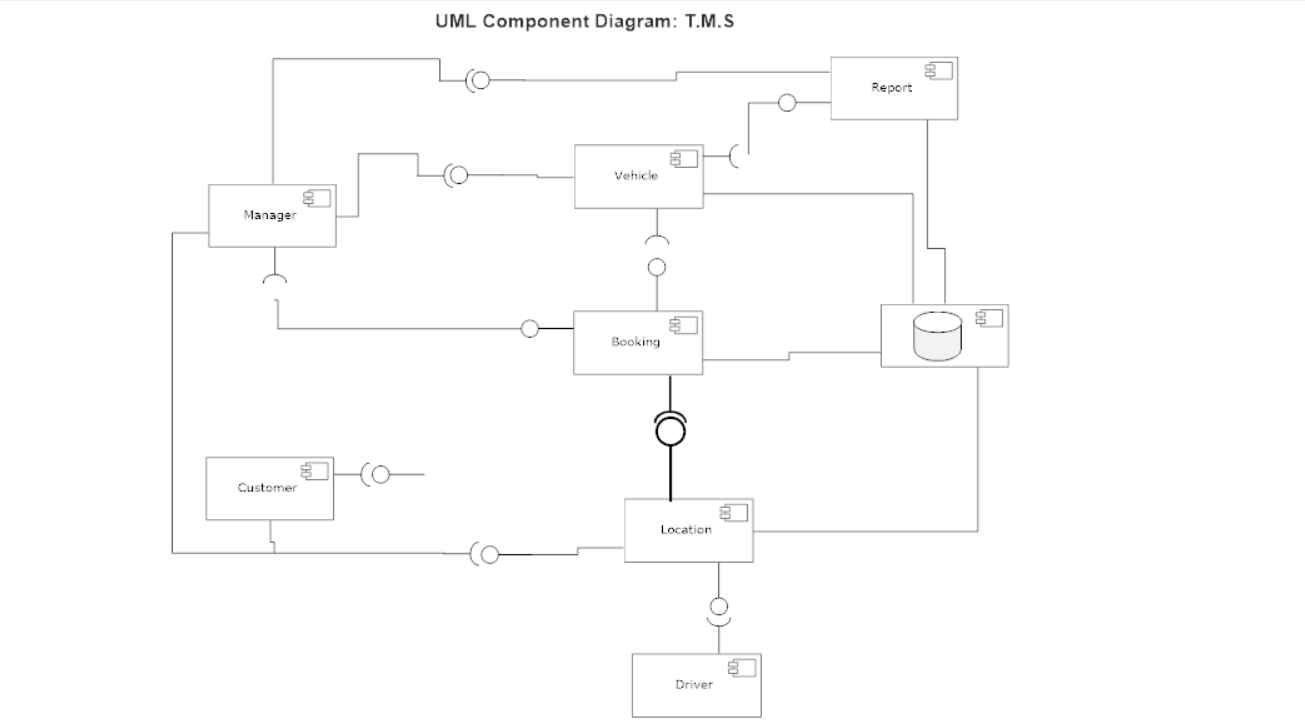 UML Component Diagram: T.M.S
Report
Vehicle
Manager
Booking
Customer
Location
Driver